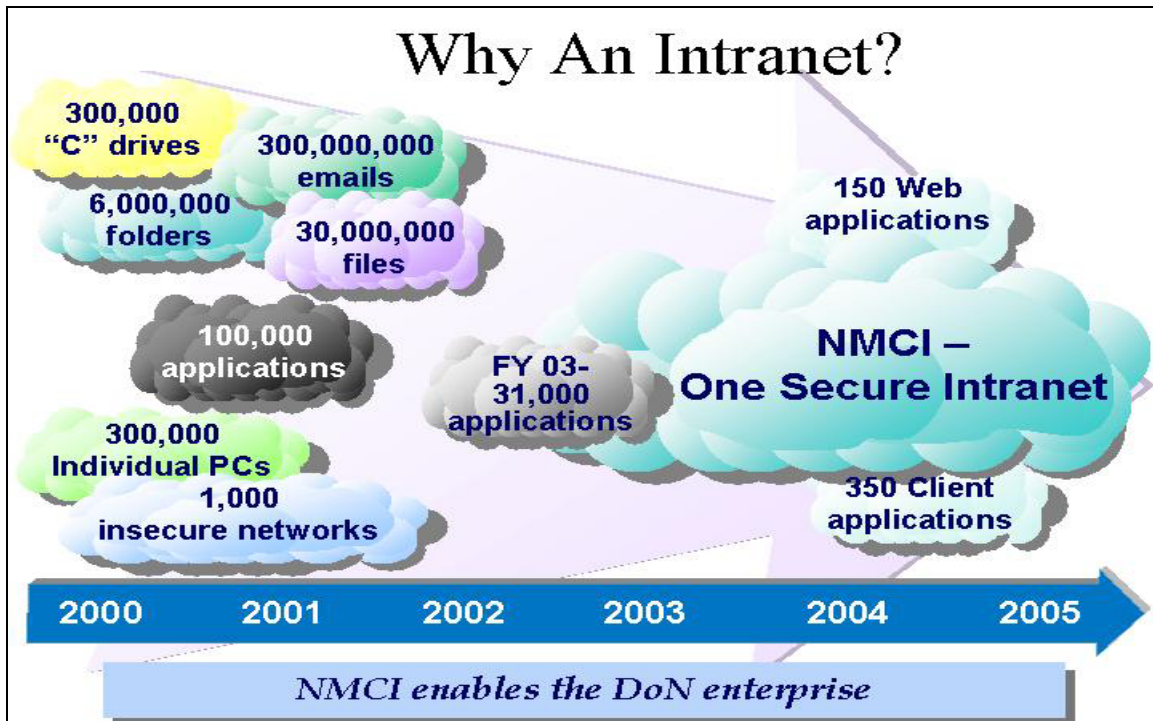 Why An Intranet?
300,000
“C” drives
300,000,000
emails
6,000,000
folders
30,000,000
files
150 Web
applications
100,000
applications
FY 03-
31,000
applications
NMCI –
One Secure Intranet
300,000
Individual PCs
1,000
insecure networks
350 Client
applications
2000 2001 2002 2003 2004 2005
NMCI enables the DoN enterprise